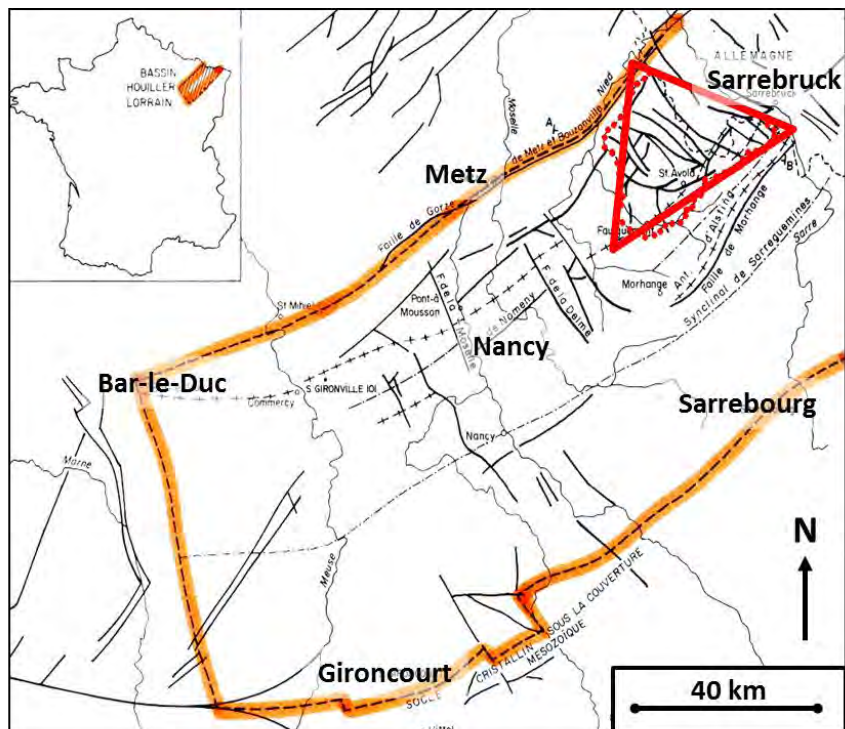 BASSIN
HOUILLER
LORRAIN
ALLEMAGNE
Sarrebruck
Sarrebruck
Nied
Moselle
de Metz et Bouzonville
A
Metz
St. Avold
B
Faille de Gorze
Ant. d'Alsting
Faille de Morhange
Synclinal de Sarreguemines
Sarre
Morhange
St Mihiel
Pont-à
Mousson
F. de la
Moselle
de Nomeny
F. de la Delme
Nancy
Bar-le-Duc
S GIRONVILLE 101
Commercy
Sarrebourg
Nancy
Marne
Meuse
N
SOUS LA COUVERTURE
CRISTALLIN
MESOZOÏQUE
Gironcourt
SOCLE
Vittel
40 km